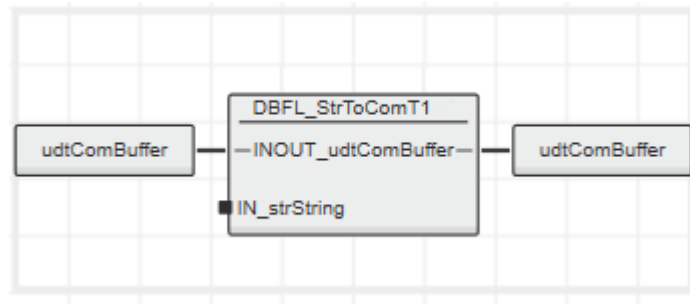 DBFL_StrToComT1
udtComBuffer INOUT_udtComBuffer udtComBuffer
IN_strString